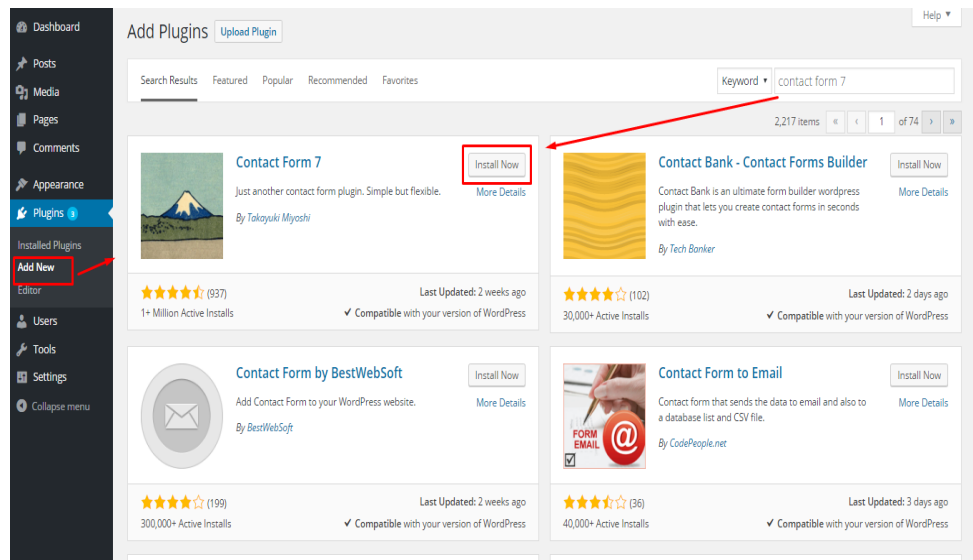 Dashboard
Posts
Media
Pages
Comments
Appearance
Plugins 3
Installed Plugins
Add New
Editor
Users
Tools
Settings
Collapse menu
Help ▼
Add Plugins Upload Plugin
Search Results Featured Popular Recommended Favorites
Keyword ▼ contact form 7
2,217 items « ‹ 1 of 74 › »
Contact Form 7
Install Now
Just another contact form plugin. Simple but flexible.
More Details
By Takayuki Miyoshi
(937)
Last Updated: 2 weeks ago
1+ Million Active Installs
✔ Compatible with your version of WordPress
Contact Bank - Contact Forms Builder
Install Now
Contact Bank is an ultimate form builder wordpress
plugin that lets you create contact forms in seconds
with ease.
More Details
By Tech Banker
(102)
Last Updated: 2 days ago
30,000+ Active Installs
✔ Compatible with your version of WordPress
Contact Form by BestWebSoft
Install Now
Add Contact Form to your WordPress website.
More Details
By BestWebSoft
(199)
Last Updated: 2 weeks ago
300,000+ Active Installs
✔ Compatible with your version of WordPress
FORM
EMAIL
@
Contact Form to Email
Install Now
Contact form that sends the data to email and also to
a database list and CSV file.
More Details
By CodePeople.net
(36)
Last Updated: 3 days ago
40,000+ Active Installs
✔ Compatible with your version of WordPress